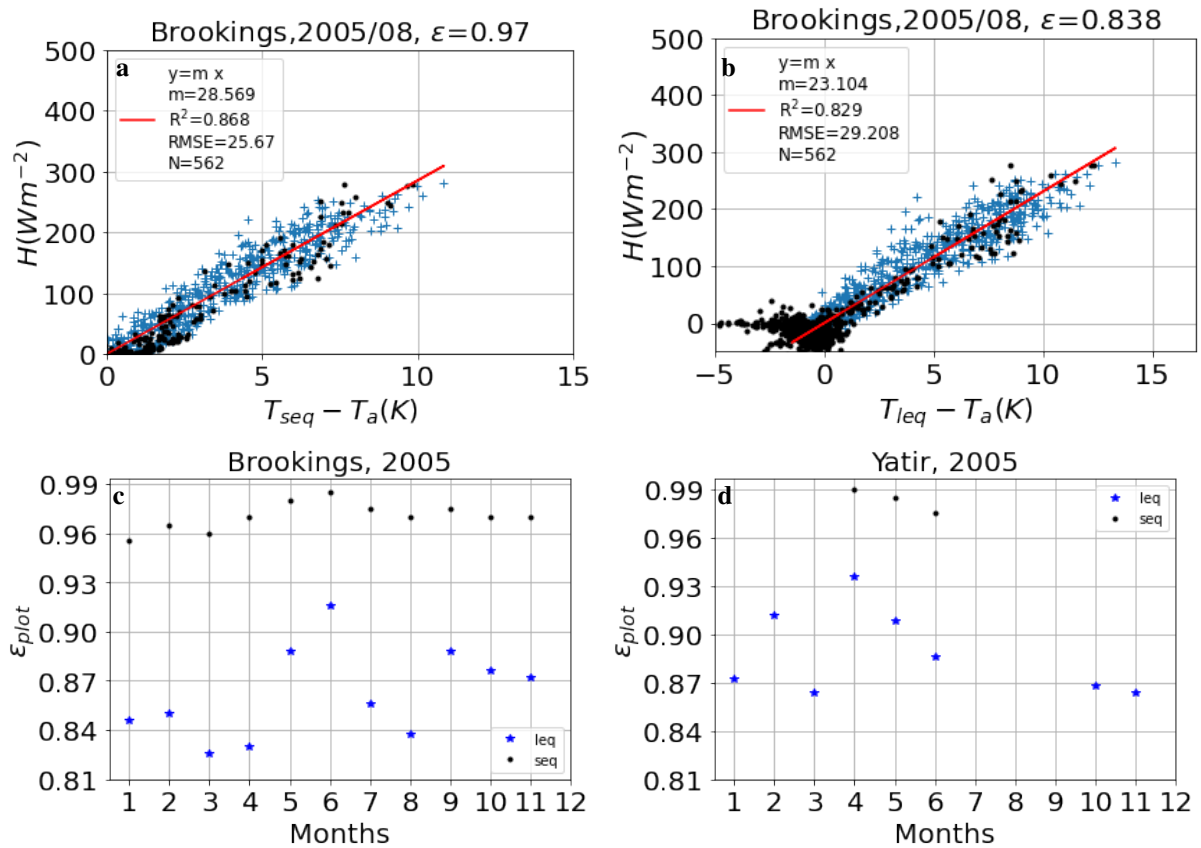 Brookings,2005/08, ε=0.97
a
y=m x
m=28.569
R²=0.868
RMSE=25.67
N=562
500
400
300
200
100
0
H(Wm⁻²)
0 5 10 15
T_seq − T_a(K)
Brookings,2005/08, ε=0.838
b
y=m x
m=23.104
R²=0.829
RMSE=29.208
N=562
500
400
300
200
100
0
H(Wm⁻²)
−5 0 5 10 15
T_leq − T_a(K)
Brookings, 2005
c
0.99
0.96
0.93
0.90
0.87
0.84
0.81
ε_plot
leq
seq
1 2 3 4 5 6 7 8 9 10 11 12
Months
Yatir, 2005
d
leq
seq
0.99
0.96
0.93
0.90
0.87
0.84
0.81
ε_plot
1 2 3 4 5 6 7 8 9 10 11 12
Months